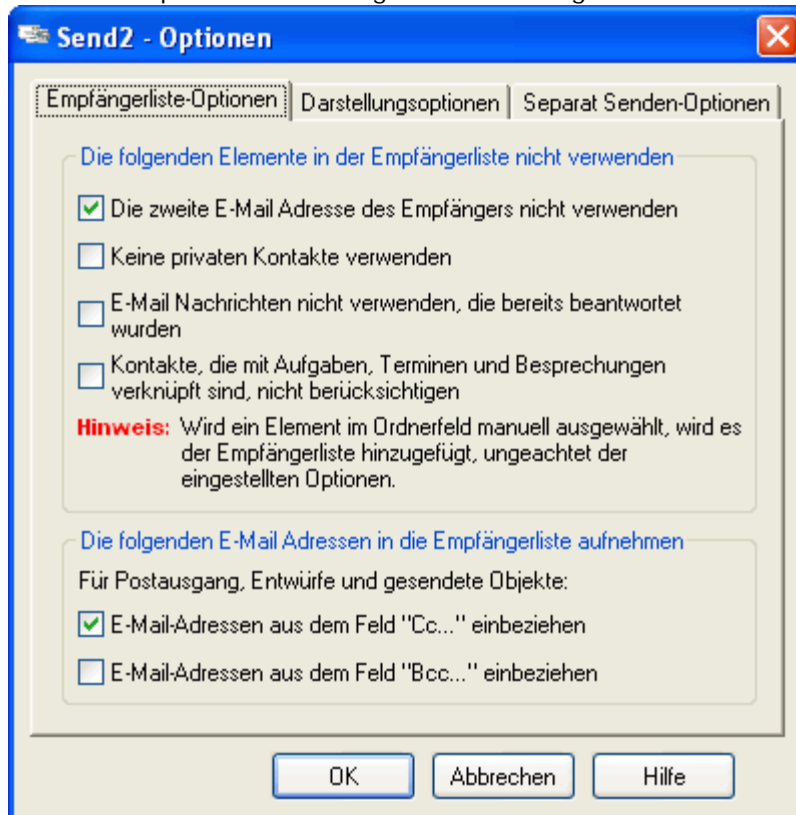 Send2 - Optionen
Empfängerliste-Optionen
Darstellungsoptionen
Separat Senden-Optionen
Die folgenden Elemente in der Empfängerliste nicht verwenden
Die zweite E-Mail Adresse des Empfängers nicht verwenden
Keine privaten Kontakte verwenden
E-Mail Nachrichten nicht verwenden, die bereits beantwortet
wurden
Kontakte, die mit Aufgaben, Terminen und Besprechungen
verknüpft sind, nicht berücksichtigen
Hinweis: Wird ein Element im Ordnerfeld manuell ausgewählt, wird es
der Empfängerliste hinzugefügt, ungeachtet der
eingestellten Optionen.
Die folgenden E-Mail Adressen in die Empfängerliste aufnehmen
Für Postausgang, Entwürfe und gesendete Objekte:
E-Mail-Adressen aus dem Feld "Cc..." einbeziehen
E-Mail-Adressen aus dem Feld "Bcc..." einbeziehen
OK
Abbrechen
Hilfe